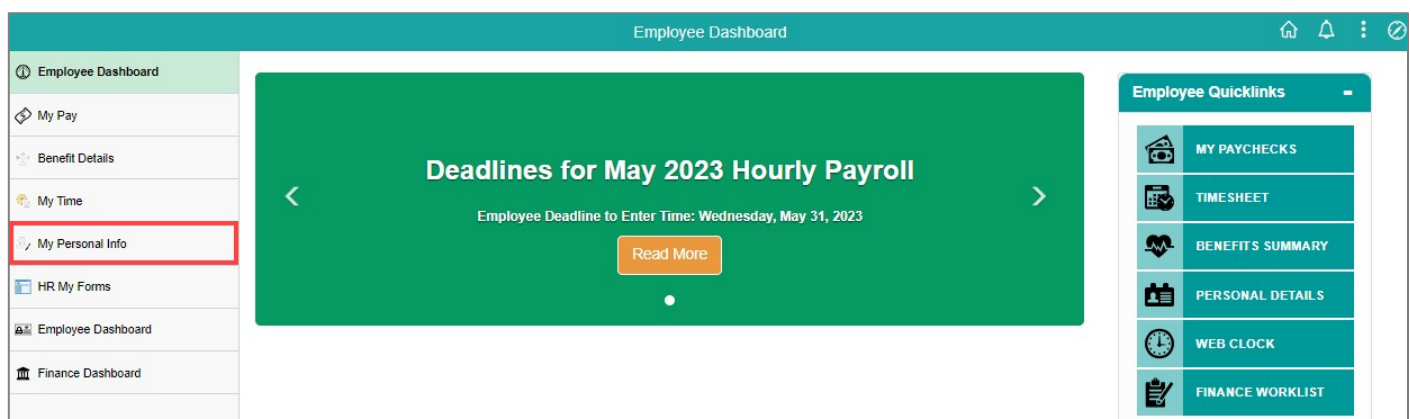 Employee Dashboard
Employee Dashboard
My Pay
Benefit Details
My Time
My Personal Info
HR My Forms
Employee Dashboard
Finance Dashboard
Deadlines for May 2023 Hourly Payroll
Employee Deadline to Enter Time: Wednesday, May 31, 2023
Read More
Employee Quicklinks
MY PAYCHECKS
TIMESHEET
BENEFITS SUMMARY
PERSONAL DETAILS
WEB CLOCK
FINANCE WORKLIST